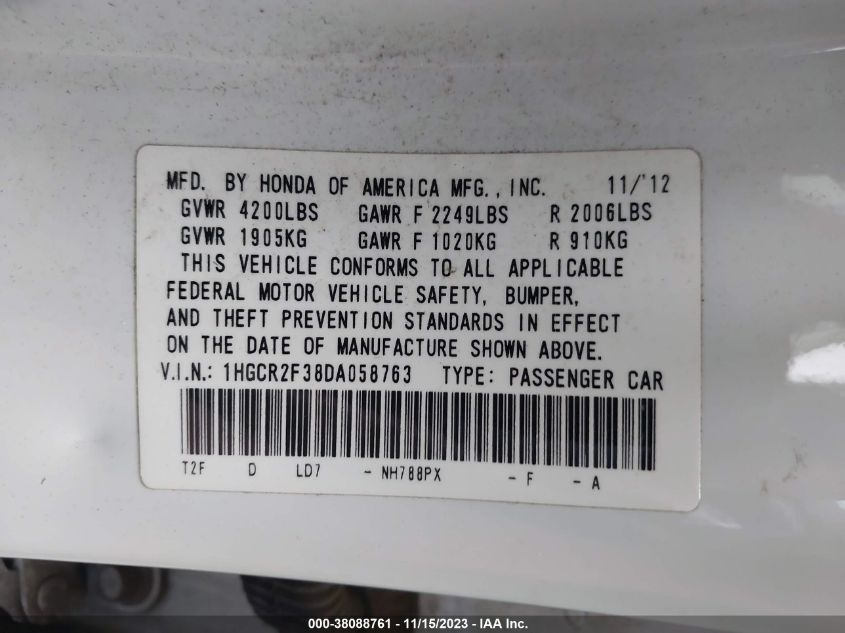 MFD. BY HONDA OF AMERICA MFG., INC. 11/'12
GVWR 4200LBS GAWR F 2249LBS R 2006LBS
GVWR 1905KG GAWR F 1020KG R 910KG
THIS VEHICLE CONFORMS TO ALL APPLICABLE
FEDERAL MOTOR VEHICLE SAFETY, BUMPER,
AND THEFT PREVENTION STANDARDS IN EFFECT
ON THE DATE OF MANUFACTURE SHOWN ABOVE.
V.I.N.: 1HGCR2F38DA058763 TYPE: PASSENGER CAR
T2F D LD7 - NH788PX - F - A
000-38088761 - 11/15/2023 - IAA Inc.